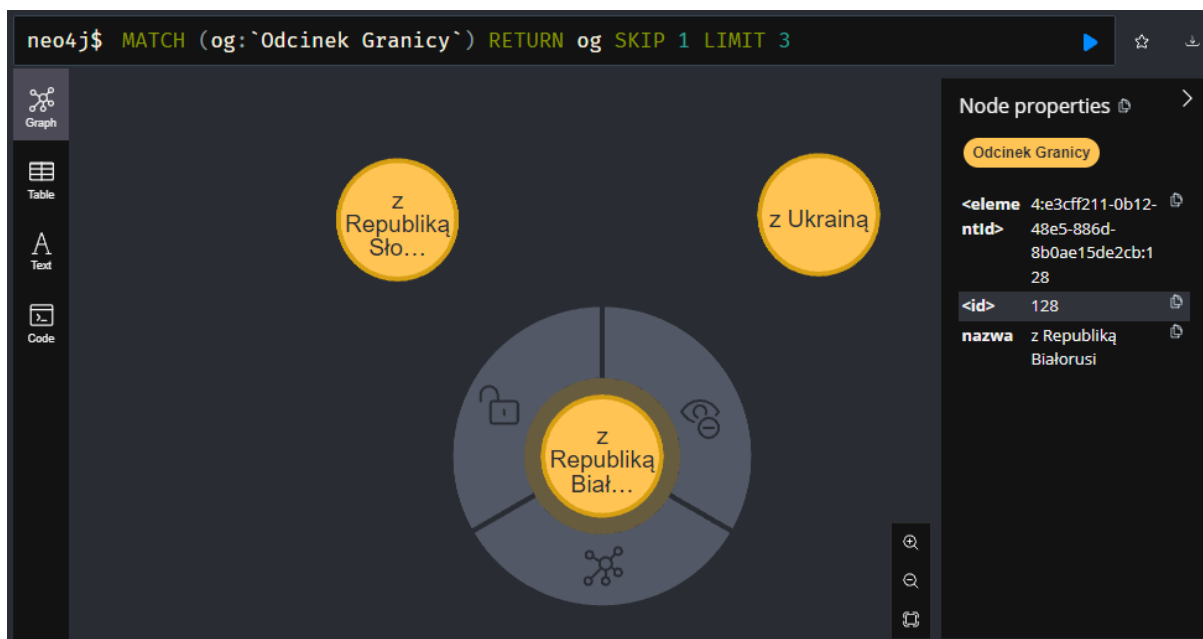 neo4j$ MATCH (og:`Odcinek Granicy`) RETURN og SKIP 1 LIMIT 3
Graph
Table
Text
Code
z
Republiką
Sło...
z Ukrainą
z
Republiką
Biał...
Node properties
Odcinek Granicy
<eleme 4:e3cff211-0b12-
ntId> 48e5-886d-
8b0ae15de2cb:1
28
<id> 128
nazwa z Republiką
Białorusi